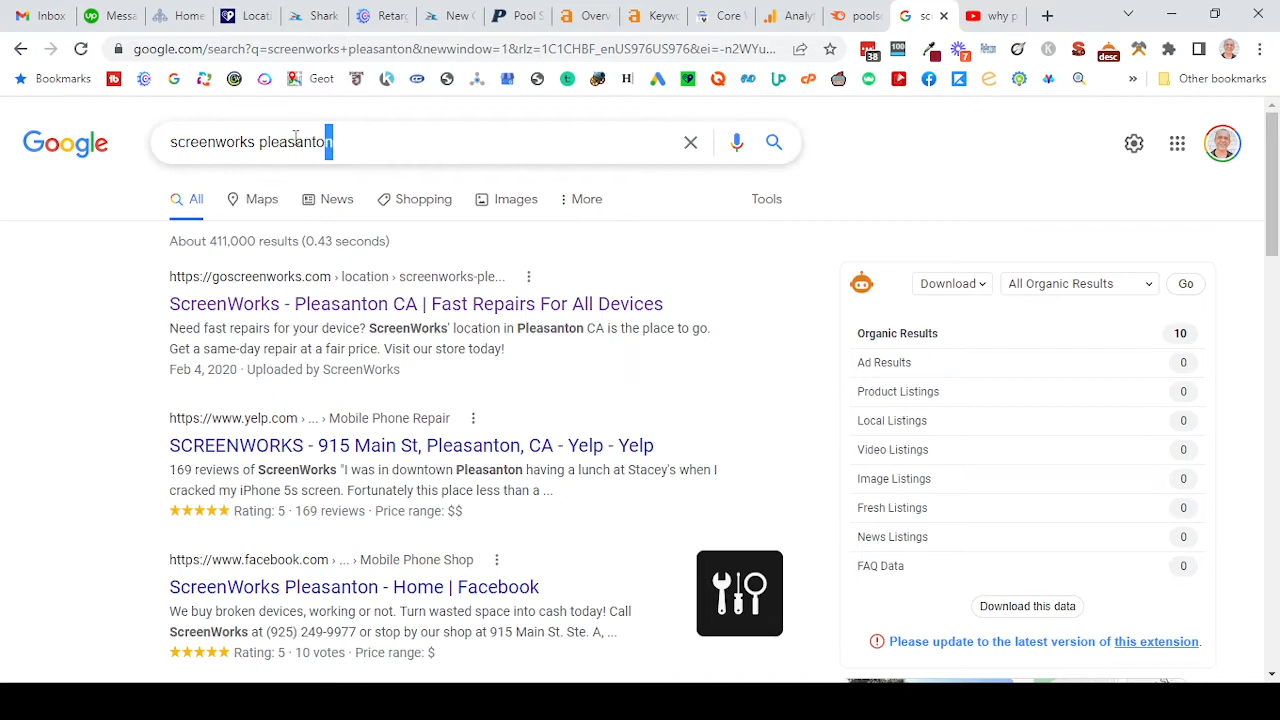 Inbox
Messa
Home
Locati
Shark
Retarg
New C
Pool S
Overv
Keywo
Core V
Analy
pools
sc
why p
google.com/search?q=screenworks+pleasanton&newwindow=1&rlz=1C1CHBF_enUS976US976&ei=-n2WYu...
38
100
7
desc
Bookmarks
Geot
»
Other bookmarks
Google
screenworks pleasanton
All
Maps
News
Shopping
Images
More
Tools
About 411,000 results (0.43 seconds)
https://goscreenworks.com › location › screenworks-ple...
ScreenWorks - Pleasanton CA | Fast Repairs For All Devices
Need fast repairs for your device? ScreenWorks' location in Pleasanton CA is the place to go.
Get a same-day repair at a fair price. Visit our store today!
Feb 4, 2020 · Uploaded by ScreenWorks
https://www.yelp.com › ... › Mobile Phone Repair
SCREENWORKS - 915 Main St, Pleasanton, CA - Yelp - Yelp
169 reviews of ScreenWorks "I was in downtown Pleasanton having a lunch at Stacey's when I
cracked my iPhone 5s screen. Fortunately this place less than a ...
★★★★★ Rating: 5 · 169 reviews · Price range: $$
https://www.facebook.com › ... › Mobile Phone Shop
ScreenWorks Pleasanton - Home | Facebook
We buy broken devices, working or not. Turn wasted space into cash today! Call
ScreenWorks at (925) 249-9977 or stop by our shop at 915 Main St. Ste. A, ...
★★★★★ Rating: 5 · 10 votes · Price range: $
Download
All Organic Results
Go
Organic Results 10
Ad Results 0
Product Listings 0
Local Listings 0
Video Listings 0
Image Listings 0
Fresh Listings 0
News Listings 0
FAQ Data 0
Download this data
Please update to the latest version of this extension.